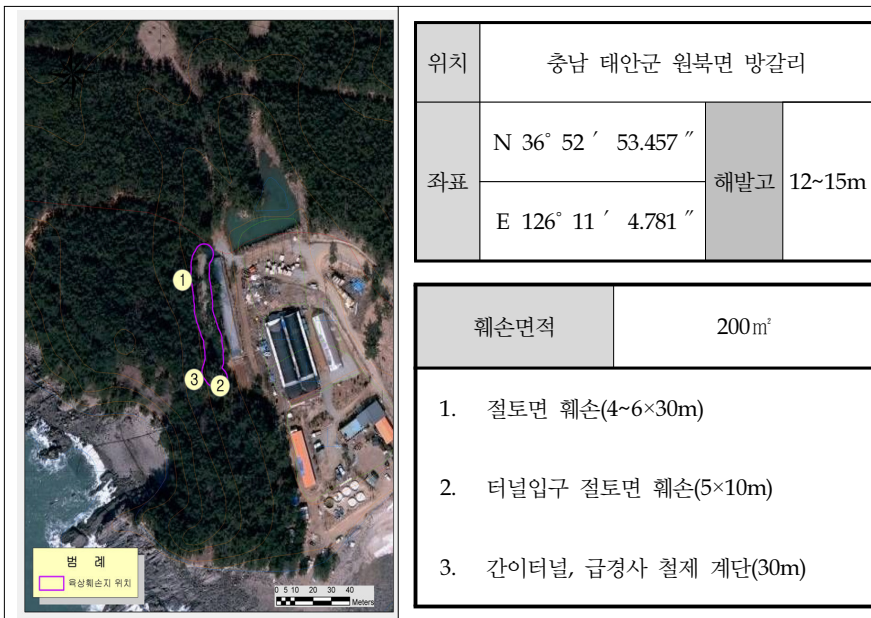 1
3
2
범 례
육상훼손지 위치
0 5 10 20 30 40
Meters
위치 충남 태안군 원북면 방갈리
좌표 N 36° 52′ 53.457″ 해발고 12~15m
E 126° 11′ 4.781″
훼손면적 200㎡
1. 절토면 훼손(4~6×30m)
2. 터널입구 절토면 훼손(5×10m)
3. 간이터널, 급경사 철제 계단(30m)